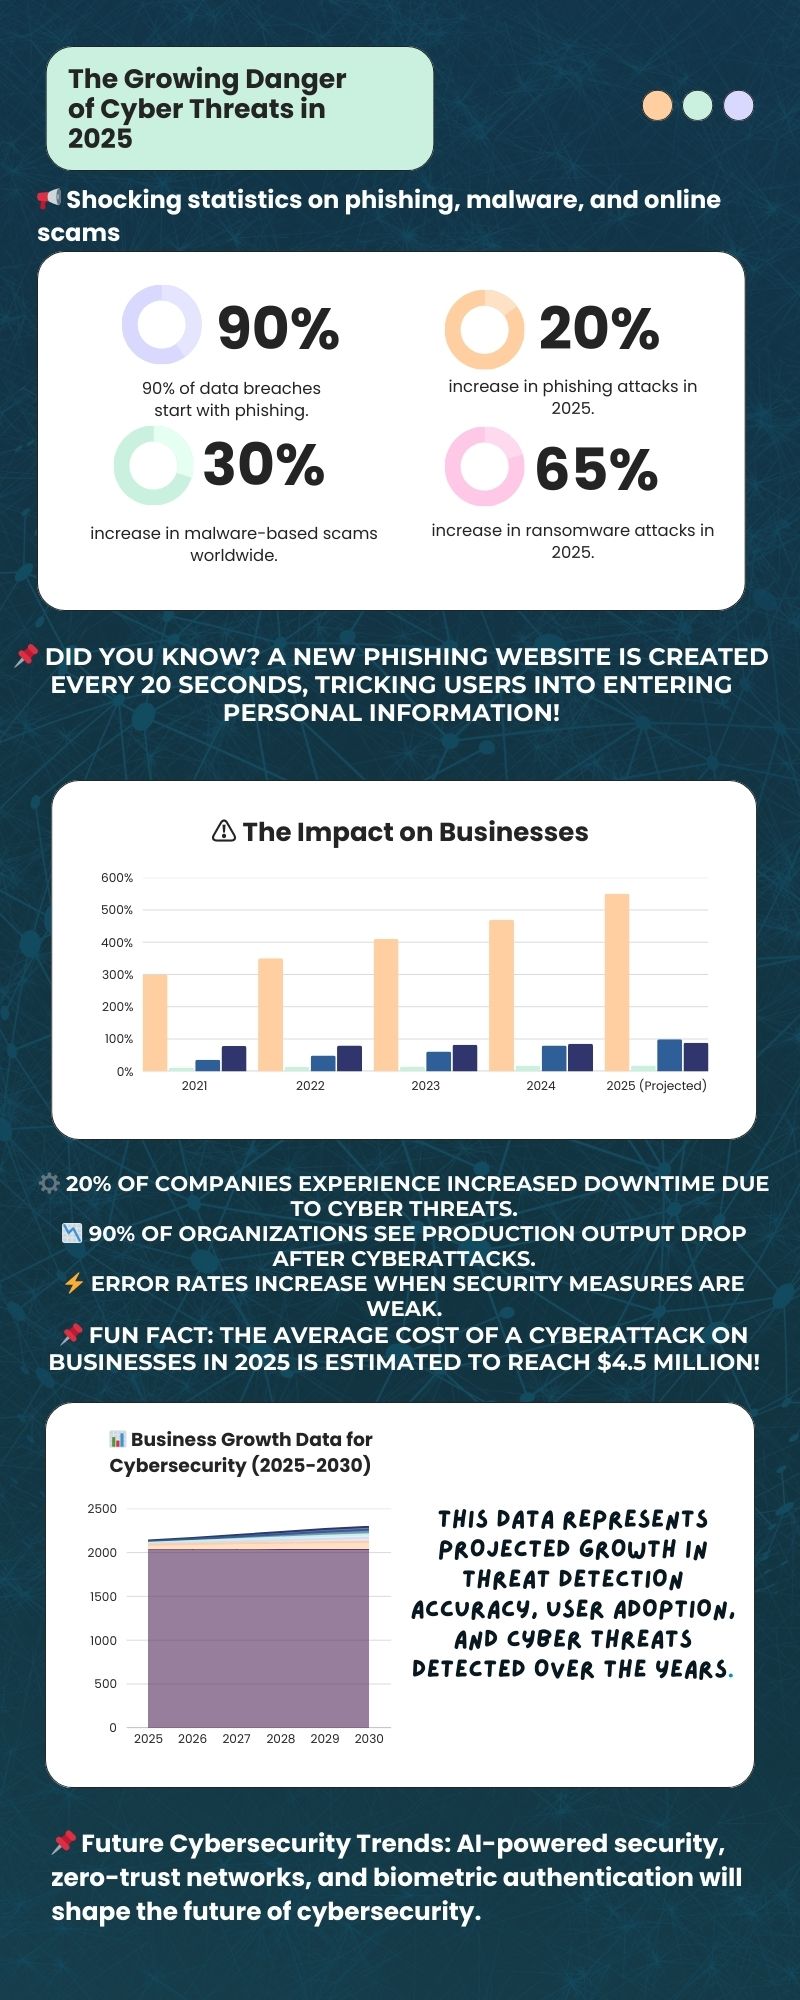 The Growing Danger
of Cyber Threats in
2025
Shocking statistics on phishing, malware, and online
scams
90%
20%
90% of data breaches
start with phishing.
increase in phishing attacks in
2025.
30%
65%
increase in malware-based scams
worldwide.
increase in ransomware attacks in
2025.
DID YOU KNOW? A NEW PHISHING WEBSITE IS CREATED
EVERY 20 SECONDS, TRICKING USERS INTO ENTERING
PERSONAL INFORMATION!
The Impact on Businesses
600%
500%
400%
300%
200%
100%
0%
2021 2022 2023 2024 2025 (Projected)
20% OF COMPANIES EXPERIENCE INCREASED DOWNTIME DUE
TO CYBER THREATS.
90% OF ORGANIZATIONS SEE PRODUCTION OUTPUT DROP
AFTER CYBERATTACKS.
ERROR RATES INCREASE WHEN SECURITY MEASURES ARE
WEAK.
FUN FACT: THE AVERAGE COST OF A CYBERATTACK ON
BUSINESSES IN 2025 IS ESTIMATED TO REACH $4.5 MILLION!
Business Growth Data for
Cybersecurity (2025-2030)
2500
2000
1500
1000
500
0
2025 2026 2027 2028 2029 2030
THIS DATA REPRESENTS
PROJECTED GROWTH IN
THREAT DETECTION
ACCURACY, USER ADOPTION,
AND CYBER THREATS
DETECTED OVER THE YEARS.
Future Cybersecurity Trends: AI-powered security,
zero-trust networks, and biometric authentication will
shape the future of cybersecurity.